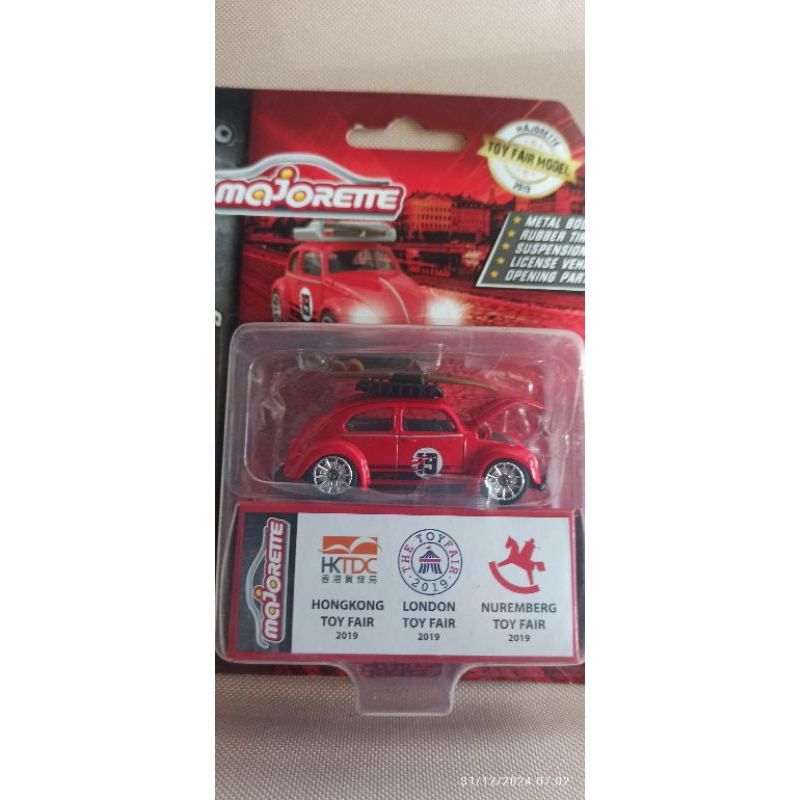 MAJORETTE
TOY FAIR MODEL
2019
majorette
METAL BOD
RUBBER TIR
SUSPENSION
LICENSE VEH
OPENING PAR
majorette
HKTDC
香港貿發局
HONGKONG
TOY FAIR
2019
THE TOYFAIR
·2019·
LONDON
TOY FAIR
2019
NUREMBERG
TOY FAIR
2019
31/12/2024 07:02